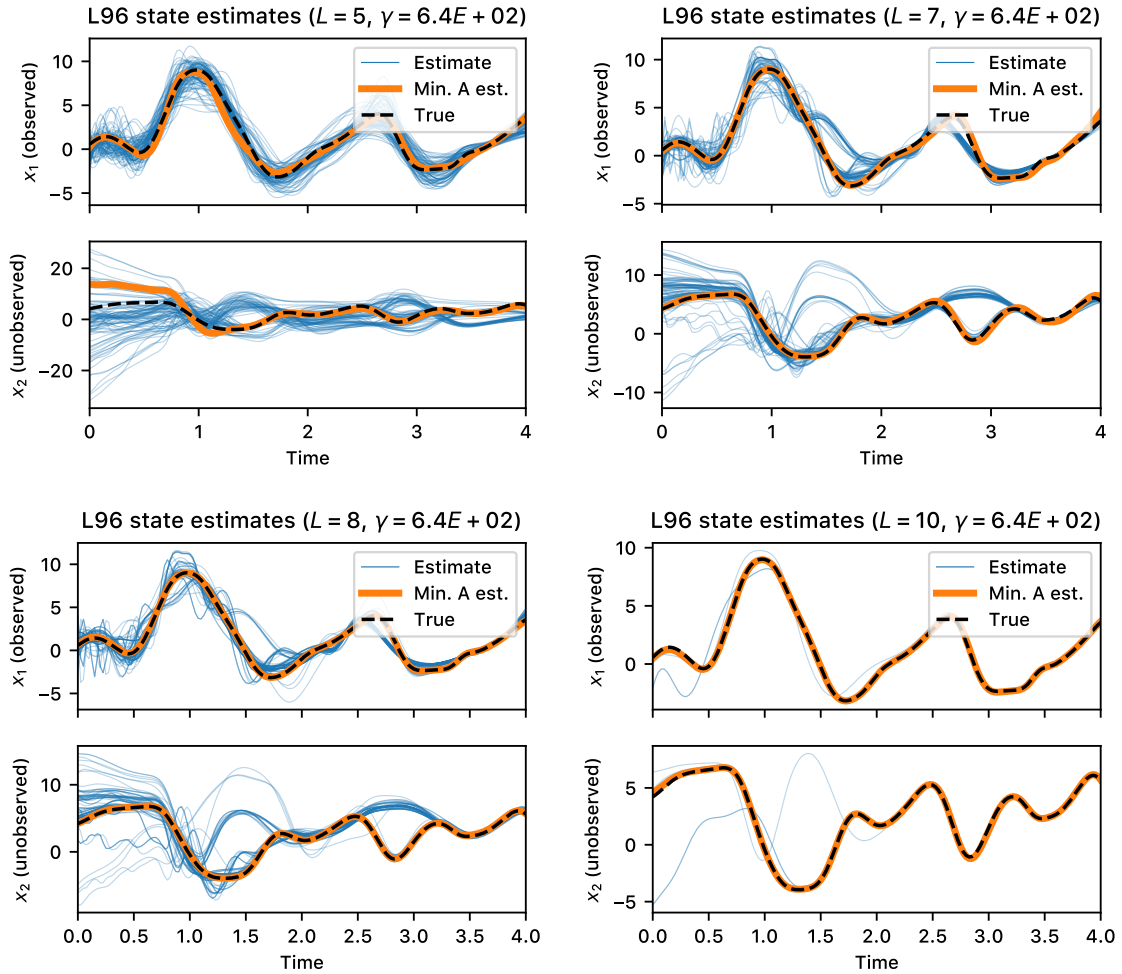 L96 state estimates (L = 5, γ = 6.4E + 02)
10
5
0
−5
x₁ (observed)
Estimate
Min. A est.
True
20
0
−20
x₂ (unobserved)
0 1 2 3 4
Time
L96 state estimates (L = 7, γ = 6.4E + 02)
10
5
0
−5
x₁ (observed)
Estimate
Min. A est.
True
10
0
−10
x₂ (unobserved)
0 1 2 3 4
Time
L96 state estimates (L = 8, γ = 6.4E + 02)
10
5
0
−5
x₁ (observed)
Estimate
Min. A est.
True
10
0
x₂ (unobserved)
0.0 0.5 1.0 1.5 2.0 2.5 3.0 3.5 4.0
Time
L96 state estimates (L = 10, γ = 6.4E + 02)
10
5
0
x₁ (observed)
Estimate
Min. A est.
True
5
0
−5
x₂ (unobserved)
0.0 0.5 1.0 1.5 2.0 2.5 3.0 3.5 4.0
Time